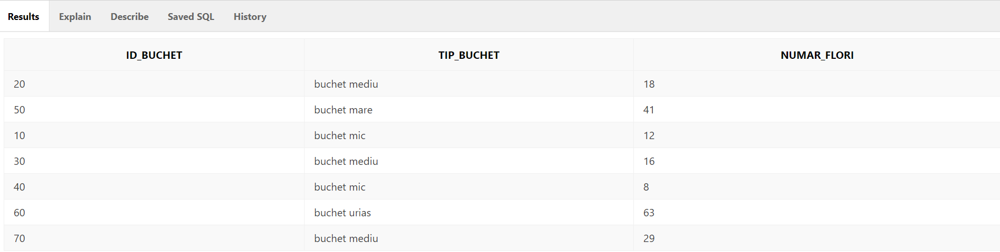 Results Explain Describe Saved SQL History
ID_BUCHET TIP_BUCHET NUMAR_FLORI
20 buchet mediu 18
50 buchet mare 41
10 buchet mic 12
30 buchet mediu 16
40 buchet mic 8
60 buchet urias 63
70 buchet mediu 29